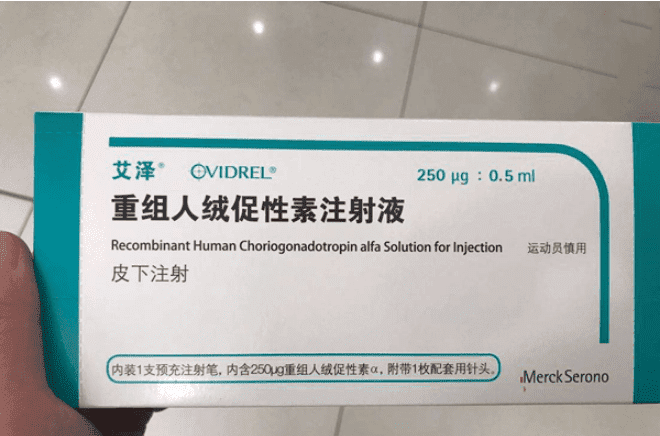 艾泽® OVIDREL® 250 μg : 0.5 ml
重组人绒促性素注射液
Recombinant Human Choriogonadotropin alfa Solution for Injection 运动员慎用
皮下注射
内装1支预充注射笔，内含250μg重组人绒促性素α，附带1枚配套用针头。
MerckSerono